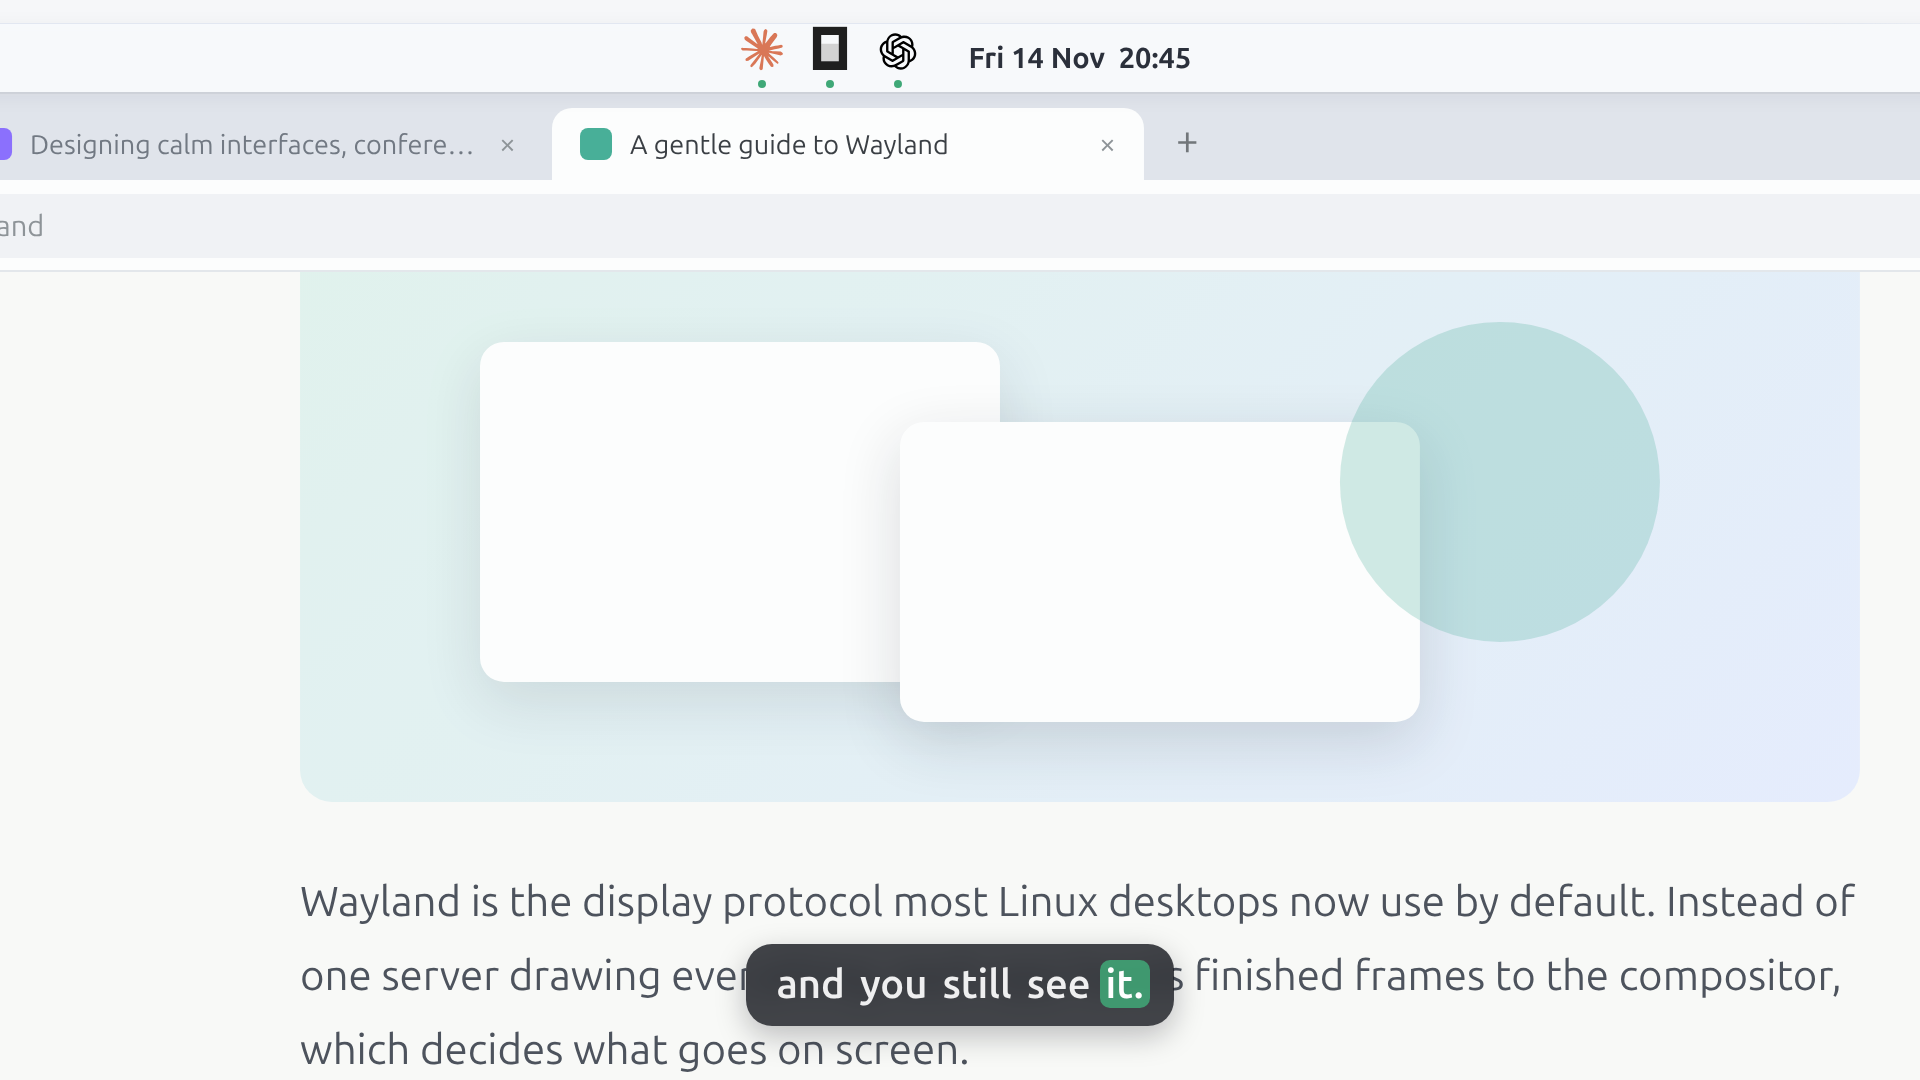 Fri 14 Nov 20:45
Designing calm interfaces, confere…
A gentle guide to Wayland
and
Wayland is the display protocol most Linux desktops now use by default. Instead of
one server drawing finished frames to the compositor,
and you still see it.
which decides what goes on screen.